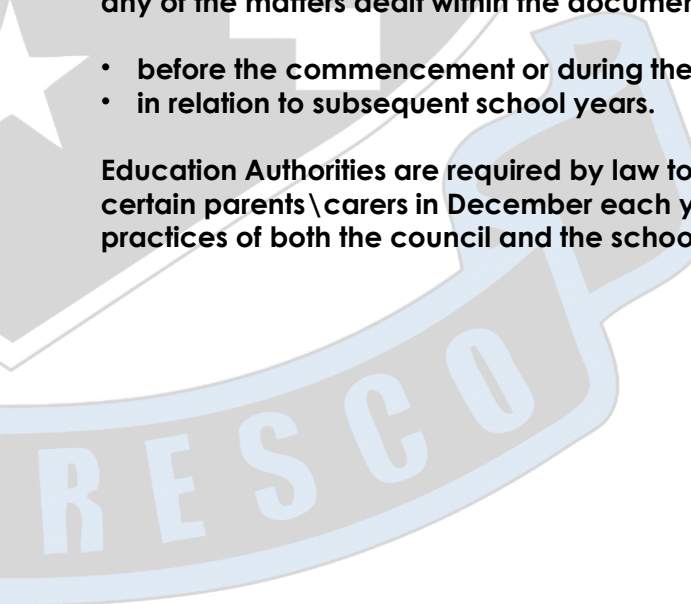 any of the matters dealt within the documen
• before the commencement or during the
• in relation to subsequent school years.
Education Authorities are required by law to
certain parents\carers in December each y
practices of both the council and the schoo
RESCO